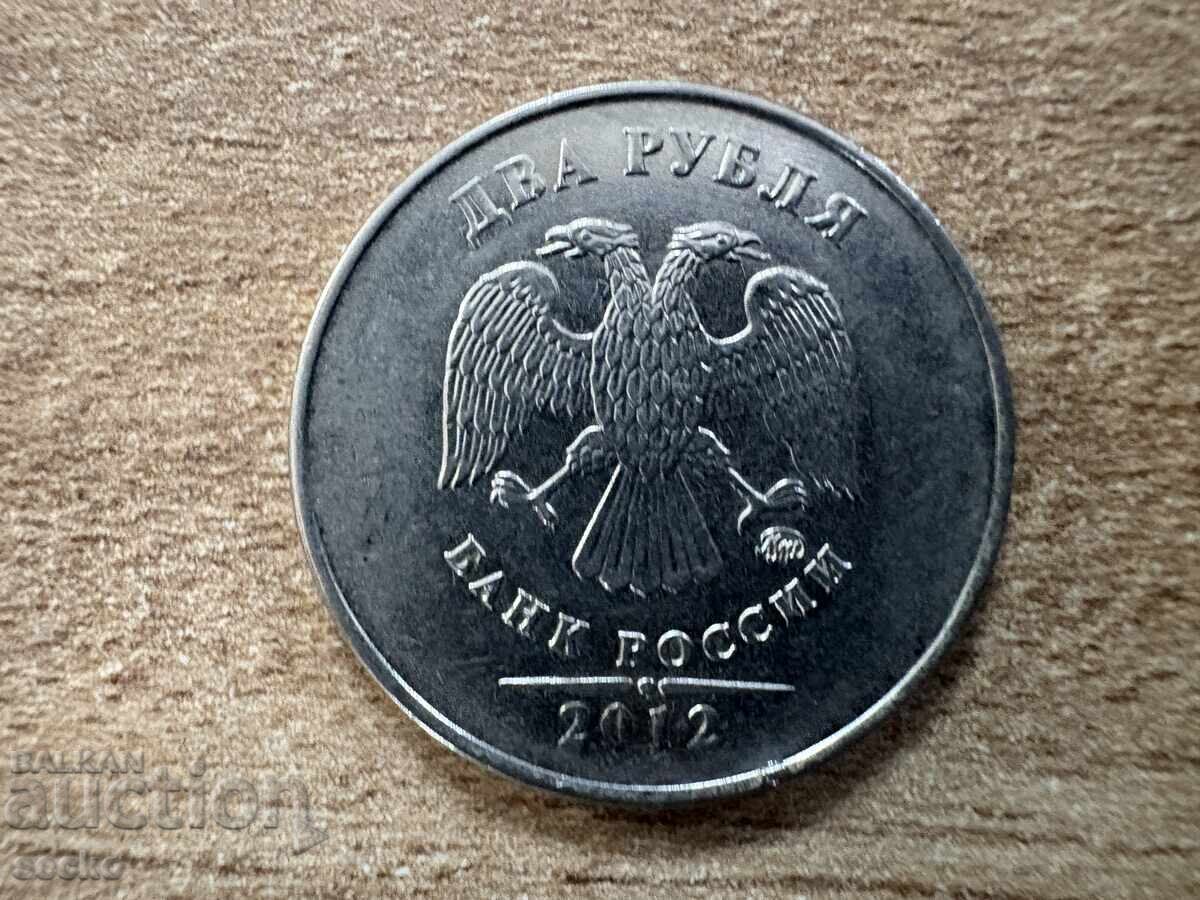 ДВА РУБЛЯ
БАНК РОССИИ
2012
BALKAN
auction
secko